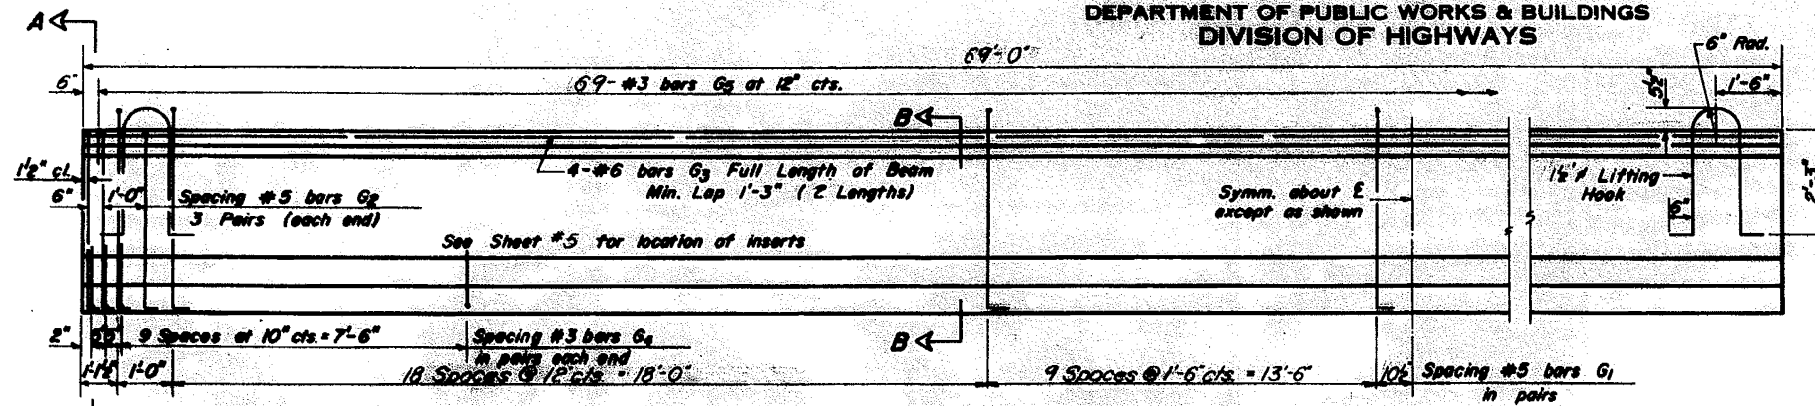 DEPARTMENT OF PUBLIC WORKS & BUILDINGS
DIVISION OF HIGHWAYS
A
69'-0"
6" Rad.
6"
69-#3 bars G5 at 12" cts.
1'-6"
B
1½" cl.
4-#6 bars G3 Full Length of Beam
Min. Lap 1'-3" (2 Lengths)
6"
1'-0"
Spacing #5 bars G2
3 Pairs (each end)
Symm. about ℄
except as shown
1½" ø Lifting
Hook
6"
See Sheet #5 for location of inserts
2"
9 Spaces at 10" cts. = 7'-6"
Spacing #3 bars G4
in pairs each end
B
1'-1½"
1'-0"
18 Spaces @ 12" cts. = 18'-0"
9 Spaces @ 1'-6" cts. = 13'-6"
10½"
Spacing #5 bars G1
in pairs